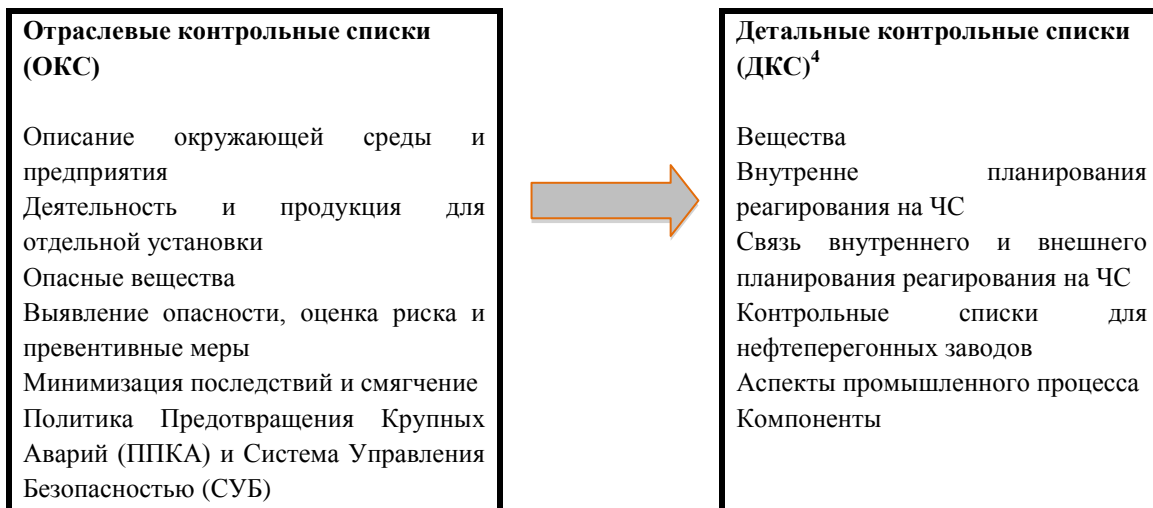 Отраслевые контрольные списки
(ОКС)
Описание окружающей среды и
предприятия
Деятельность и продукция для
отдельной установки
Опасные вещества
Выявление опасности, оценка риска и
превентивные меры
Минимизация последствий и смягчение
Политика Предотвращения Крупных
Аварий (ППКА) и Система Управления
Безопасностью (СУБ)
Детальные контрольные списки
(ДКС)4
Вещества
Внутренне планирования
реагирования на ЧС
Связь внутреннего и внешнего
планирования реагирования на ЧС
Контрольные списки для
нефтеперегонных заводов
Аспекты промышленного процесса
Компоненты